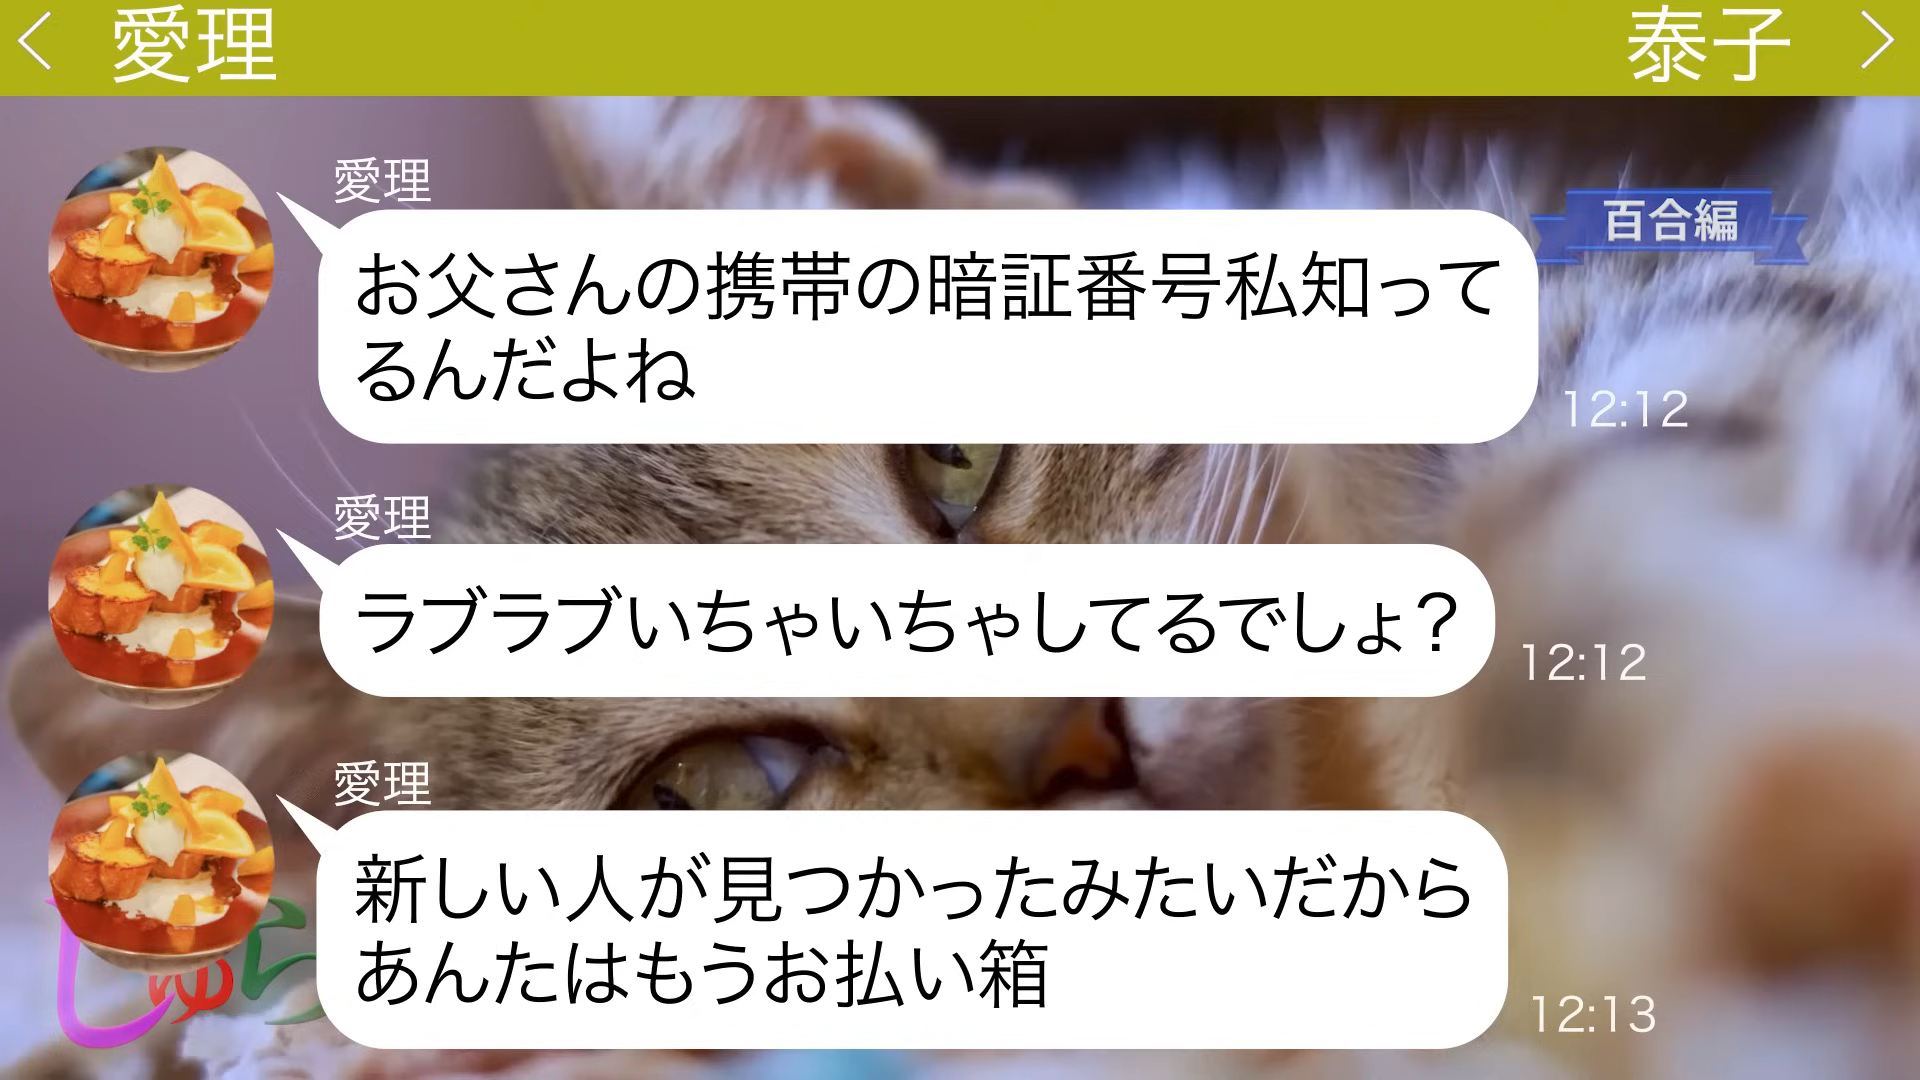 愛理
泰子
愛理
百合編
お父さんの携帯の暗証番号私知って
るんだよね
12:12
愛理
ラブラブいちゃいちゃしてるでしょ?
12:12
愛理
新しい人が見つかったみたいだから
あんたはもうお払い箱
12:13
しゅら